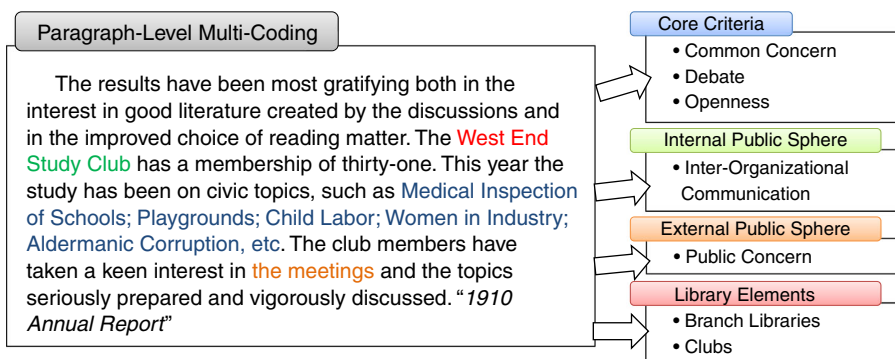 Paragraph-Level Multi-Coding
The results have been most gratifying both in the
interest in good literature created by the discussions and
in the improved choice of reading matter. The West End
Study Club has a membership of thirty-one. This year the
study has been on civic topics, such as Medical Inspection
of Schools; Playgrounds; Child Labor; Women in Industry;
Aldermanic Corruption, etc. The club members have
taken a keen interest in the meetings and the topics
seriously prepared and vigorously discussed. “1910
Annual Report”
Core Criteria
• Common Concern
• Debate
• Openness
Internal Public Sphere
• Inter-Organizational
Communication
External Public Sphere
• Public Concern
Library Elements
• Branch Libraries
• Clubs